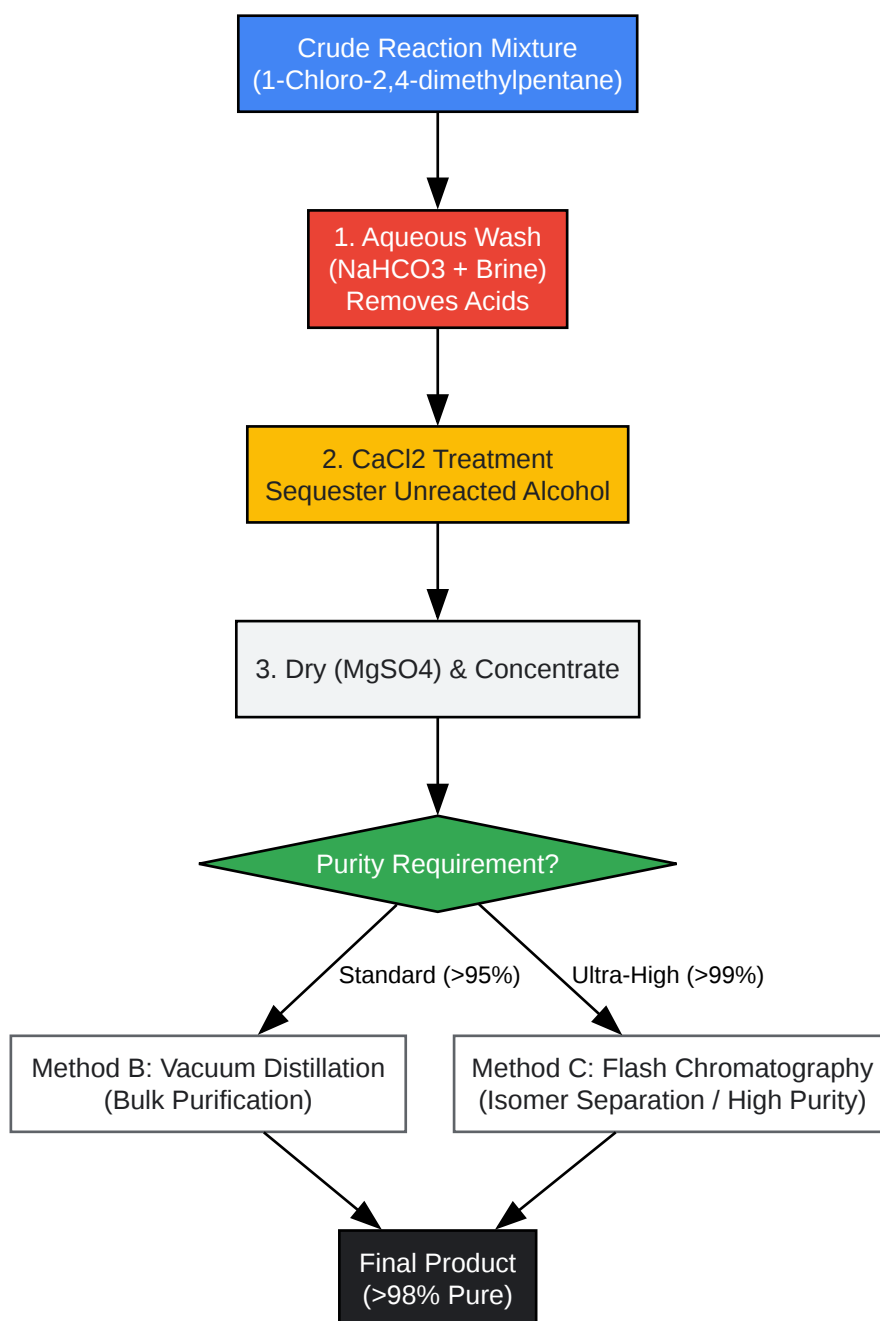 Crude Reaction Mixture
(1-Chloro-2,4-dimethylpentane)
1. Aqueous Wash
(NaHCO3 + Brine)
Removes Acids
2. CaCl2 Treatment
Sequester Unreacted Alcohol
3. Dry (MgSO4) & Concentrate
Purity Requirement?
Standard (>95%)
Ultra-High (>99%)
Method B: Vacuum Distillation
(Bulk Purification)
Method C: Flash Chromatography
(Isomer Separation / High Purity)
Final Product
(>98% Pure)